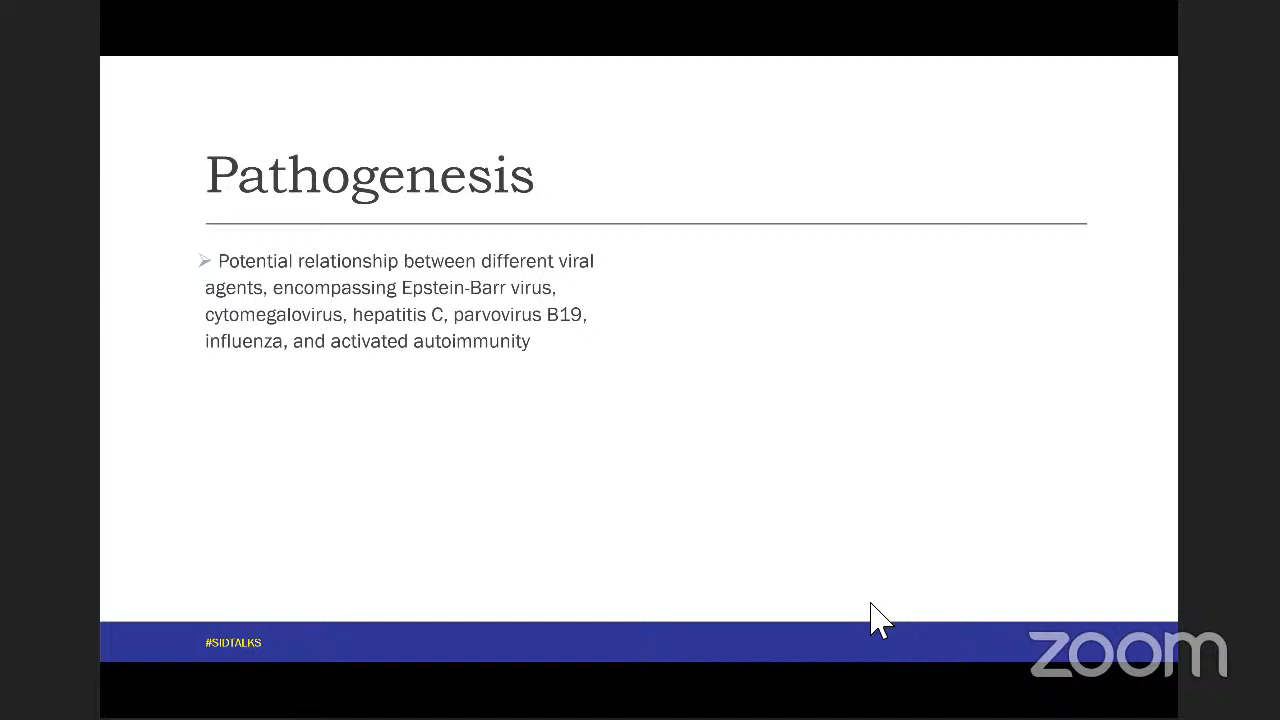 Pathogenesis
Potential relationship between different viral
agents, encompassing Epstein-Barr virus,
cytomegalovirus, hepatitis C, parvovirus B19,
influenza, and activated autoimmunity
#SIDTALKS
zoom